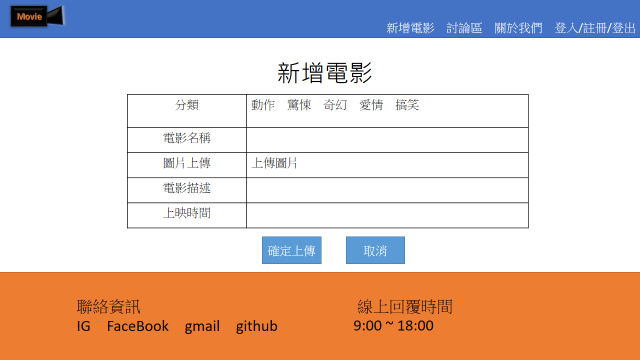 Movie
新增電影 討論區 關於我們 登入/註冊/登出
新增電影
分類 動作 驚悚 奇幻 愛情 搞笑
電影名稱
圖片上傳 上傳圖片
電影描述
上映時間
確定上傳 取消
聯絡資訊
IG FaceBook gmail github
線上回覆時間
9:00 ~ 18:00